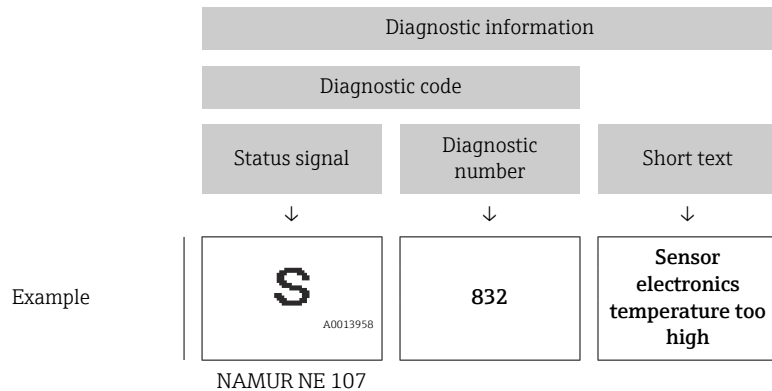 Diagnostic information
Diagnostic code
Status signal
Diagnostic
number
Short text
↓ ↓ ↓
Example
S
A0013958
832
Sensor
electronics
temperature too
high
NAMUR NE 107